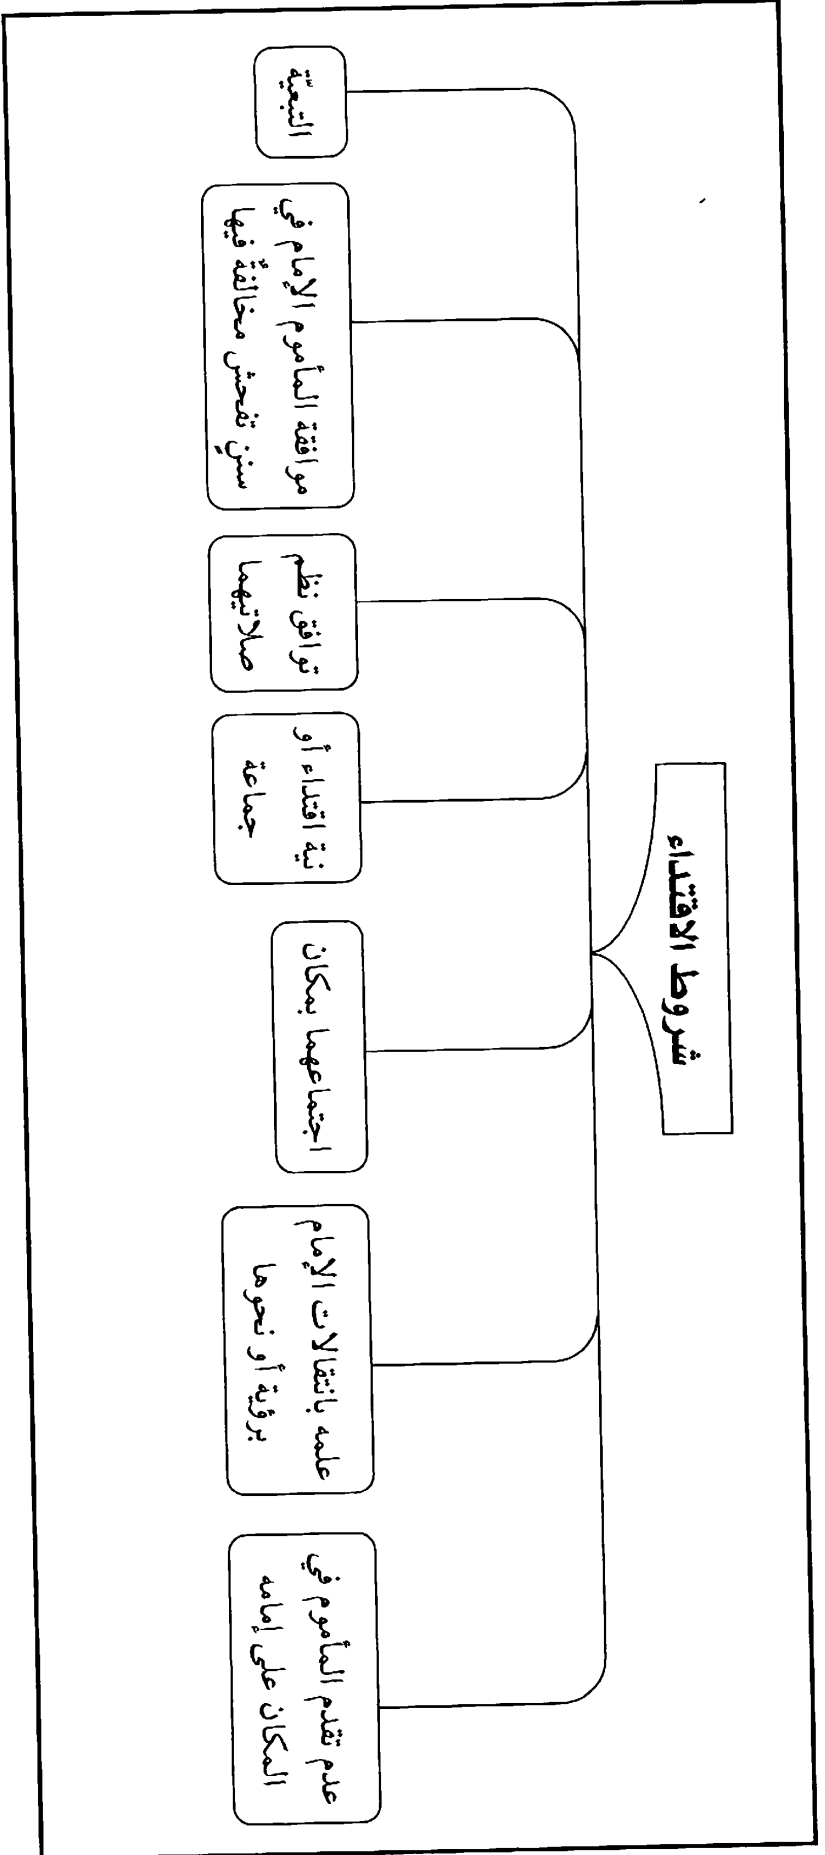 شروط الاقتداء
عدم تقدم المأموم في
المكان على إمامه
علمه بانتقالات الإمام
برؤية أو نحوها
اجتماعهما بمكان
نية اقتداء أو
جماعة
توافق نظم
صلاتيهما
موافقة المأموم الإمام في
سننٍ تفحش مخالفةٌ فيها
التبعيّة